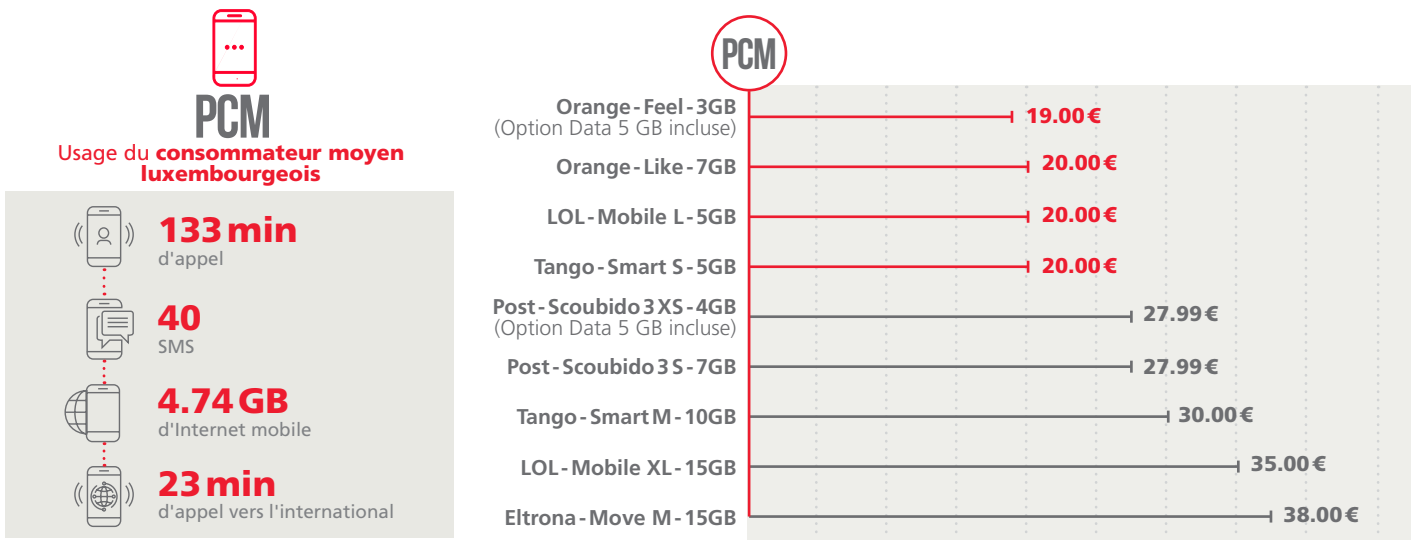 PCM
Usage du consommateur moyen
luxembourgeois
133 min
d'appel
40
SMS
4.74 GB
d'Internet mobile
23 min
d'appel vers l'international
PCM
Orange - Feel - 3GB 19.00 €
(Option Data 5 GB incluse)
Orange - Like - 7GB 20.00 €
LOL - Mobile L - 5GB 20.00 €
Tango - Smart S - 5GB 20.00 €
Post - Scoubido 3 XS - 4GB 27.99 €
(Option Data 5 GB incluse)
Post - Scoubido 3 S - 7GB 27.99 €
Tango - Smart M - 10GB 30.00 €
LOL - Mobile XL - 15GB 35.00 €
Eltrona - Move M - 15GB 38.00 €